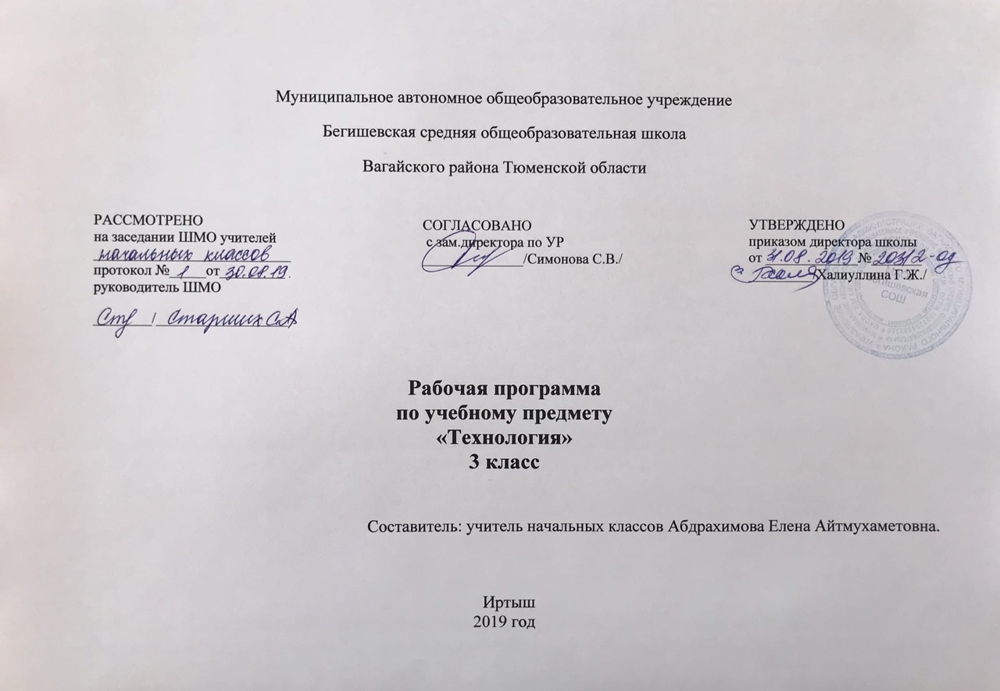 Муниципальное автономное общеобразовательное учреждение
Бегишевская средняя общеобразовательная школа
Вагайского района Тюменской области
РАССМОТРЕНО
на заседании ШМО учителей
начальных классов
протокол № 1 от 30.08.19.
руководитель ШМО
/ Старших С.А
СОГЛАСОВАНО
с зам.директора по УР
/Симонова С.В./
УТВЕРЖДЕНО
приказом директора школы
от 31.08.2019 № 203/2-од
/Халиуллина Г.Ж./
Бегишевская
СОШ
Рабочая программа
по учебному предмету
«Технология»
3 класс
Составитель: учитель начальных классов Абдрахимова Елена Айтмухаметовна.
Иртыш
2019 год